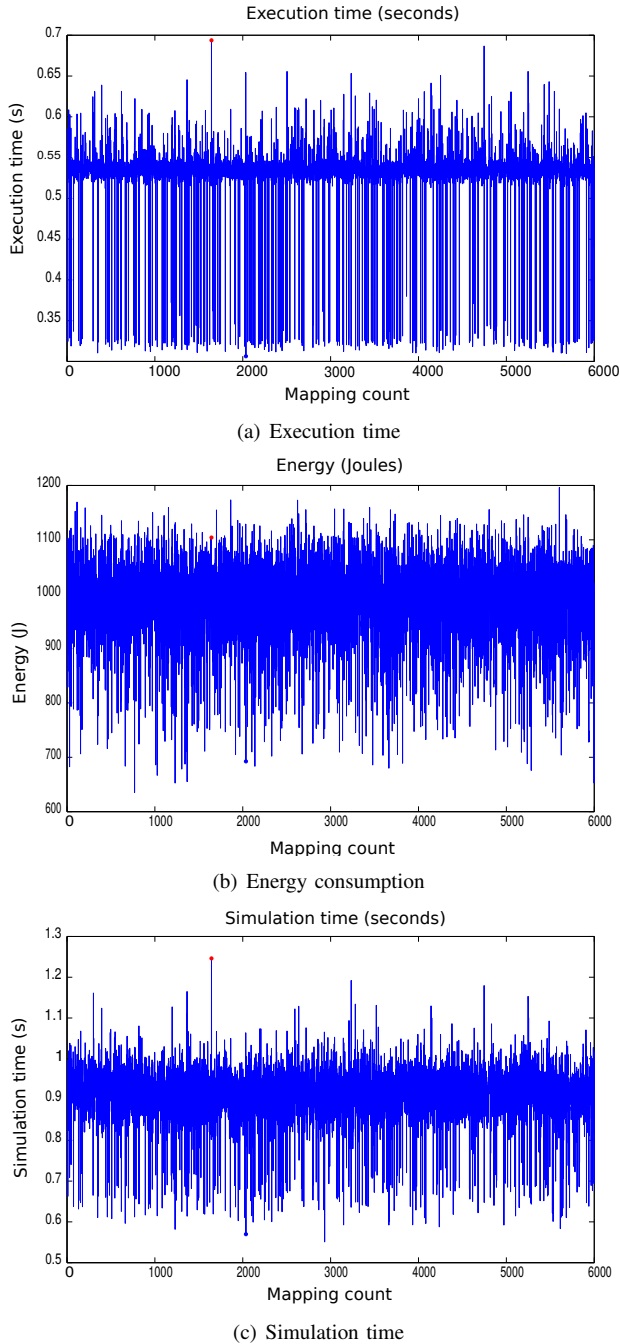 Execution time (seconds)
0.7
0.65
0.6
0.55
0.5
0.45
0.4
0.35
Execution time (s)
0 1000 2000 3000 4000 5000 6000
Mapping count
(a) Execution time
Energy (Joules)
1200
1100
1000
900
800
700
600
Energy (J)
0 1000 2000 3000 4000 5000 6000
Mapping count
(b) Energy consumption
Simulation time (seconds)
1.3
1.2
1.1
1
0.9
0.8
0.7
0.6
0.5
Simulation time (s)
0 1000 2000 3000 4000 5000 6000
Mapping count
(c) Simulation time